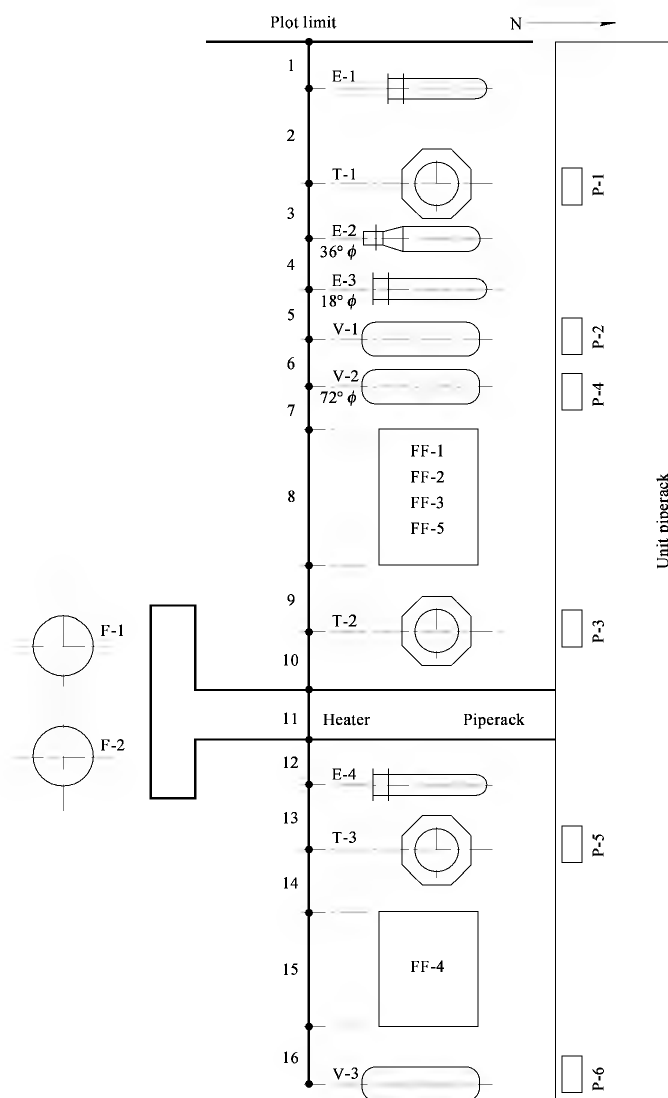 Plot limit
N
1
E-1
2
T-1
P-1
3
E-2
36° ϕ
4
E-3
18° ϕ
5
V-1
P-2
6
V-2
72° ϕ
P-4
7
FF-1
FF-2
FF-3
FF-5
8
Unit piperack
9
T-2
P-3
F-1
10
11
Heater
Piperack
F-2
12
E-4
13
T-3
P-5
14
15
FF-4
16
V-3
P-6